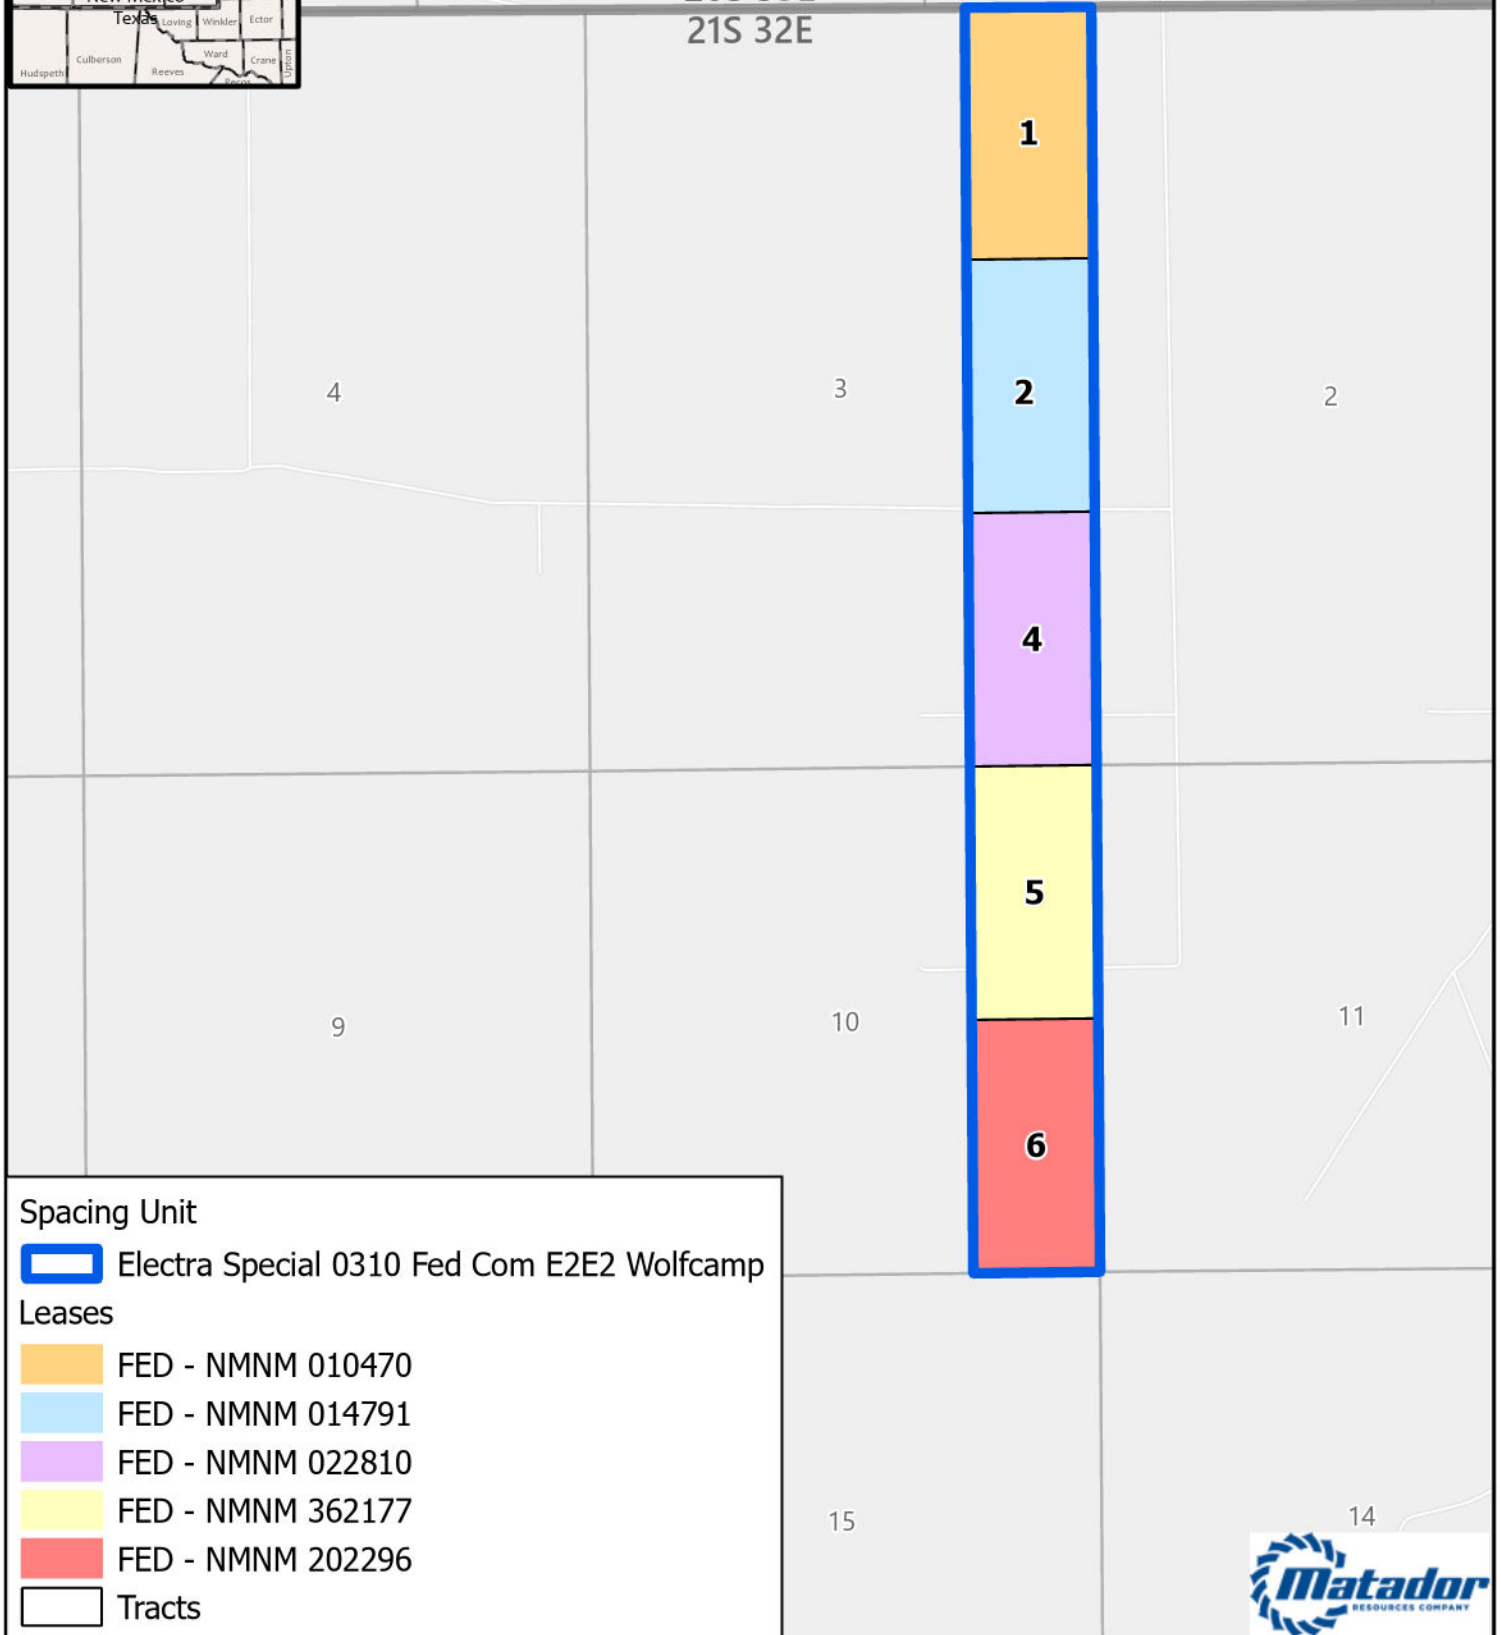 Texas
Loving
Winkler
Ector
Hudspeth
Culberson
Reeves
Ward
Crane
Upton
21S 32E
1
2
4
3
2
4
5
9
10
11
6
15
14
Spacing Unit
Electra Special 0310 Fed Com E2E2 Wolfcamp
Leases
FED - NMNM 010470
FED - NMNM 014791
FED - NMNM 022810
FED - NMNM 362177
FED - NMNM 202296
Tracts
Matador
RESOURCES COMPANY